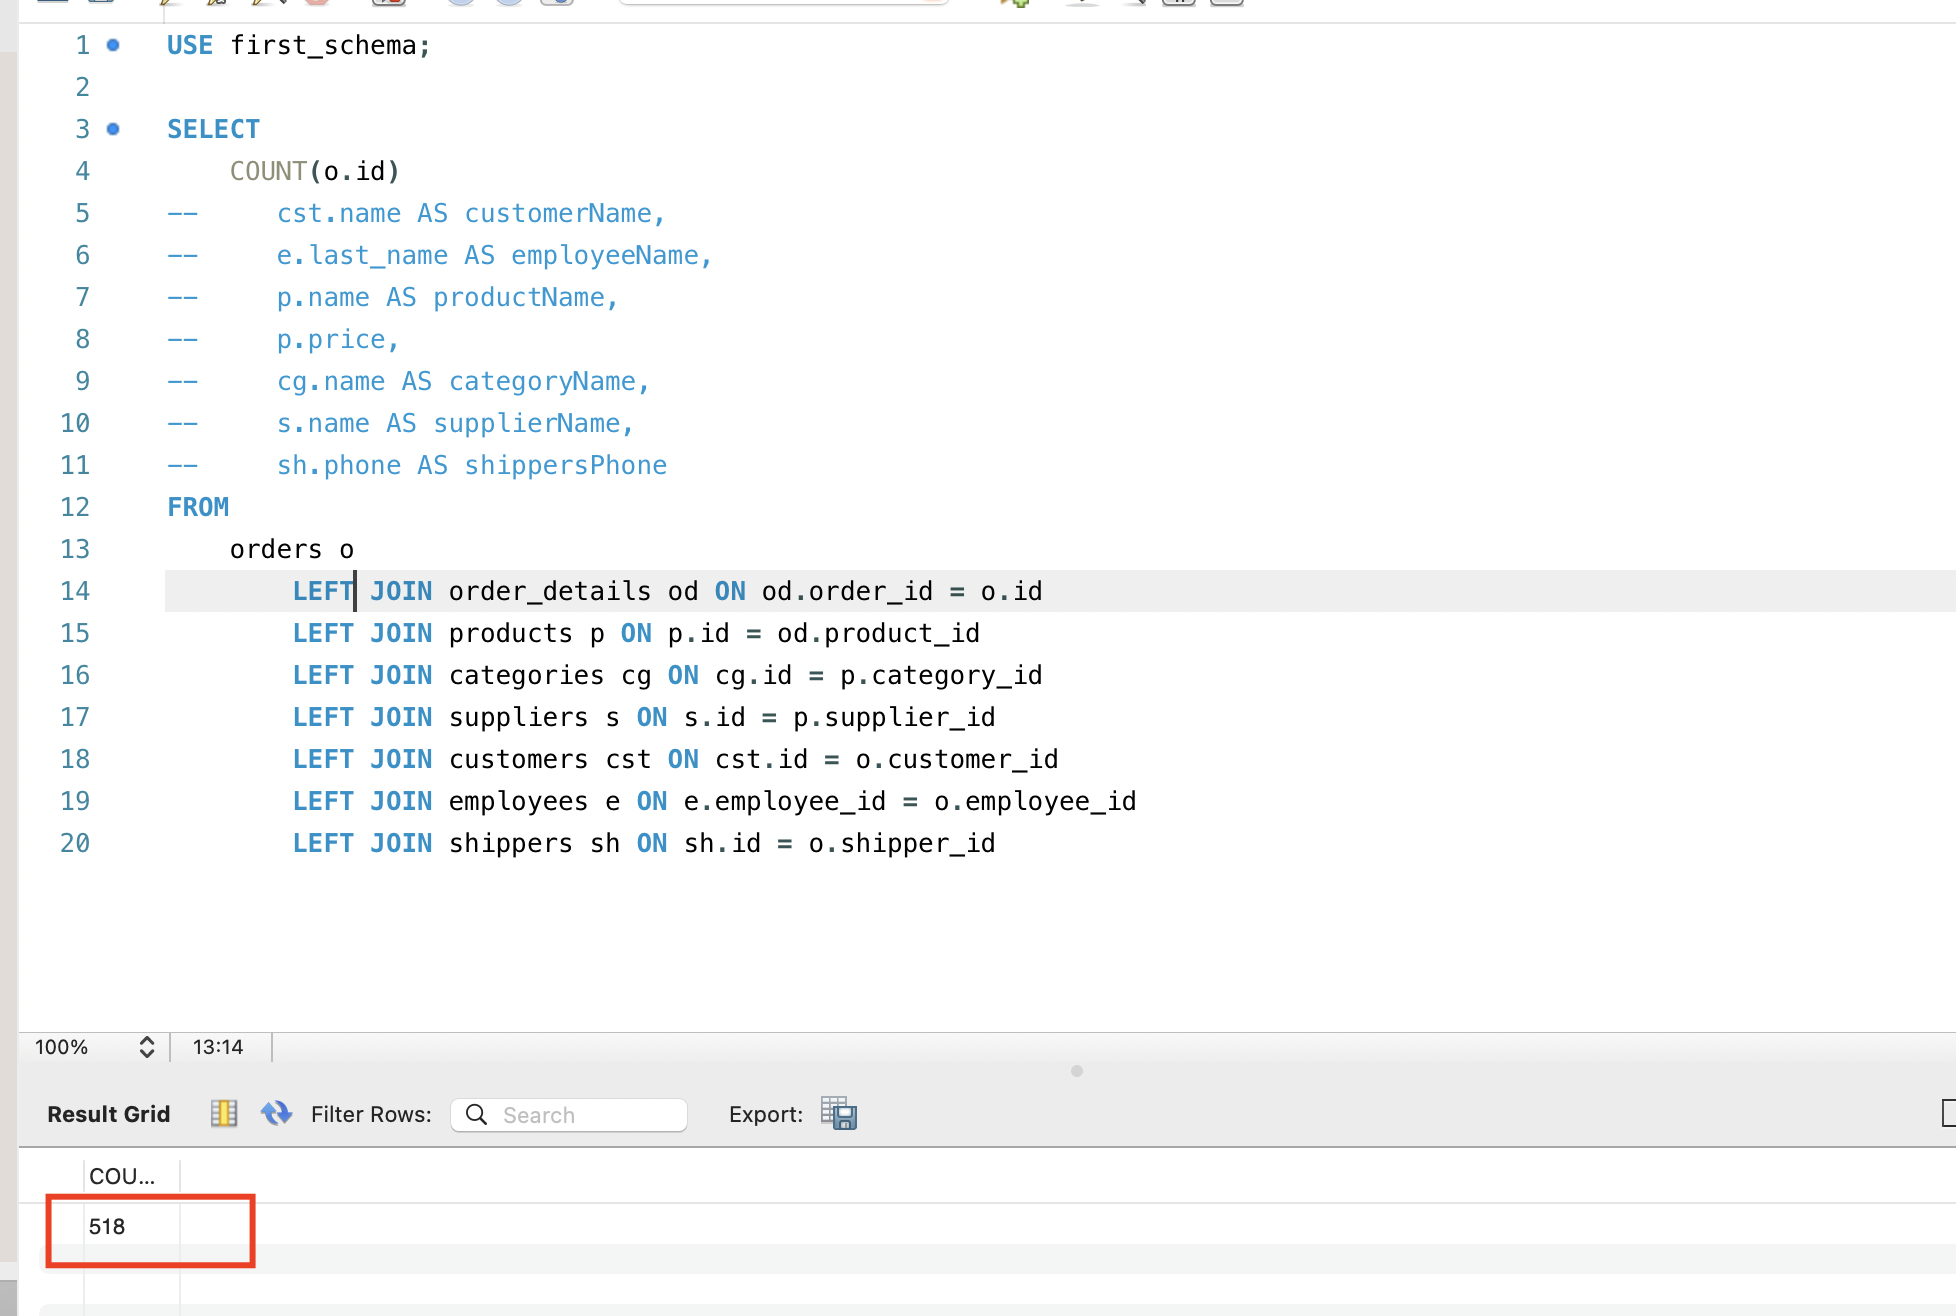 1 USE first_schema;
2
3 SELECT
4 COUNT(o.id)
5 -- cst.name AS customerName,
6 -- e.last_name AS employeeName,
7 -- p.name AS productName,
8 -- p.price,
9 -- cg.name AS categoryName,
10 -- s.name AS supplierName,
11 -- sh.phone AS shippersPhone
12 FROM
13 orders o
14 LEFT JOIN order_details od ON od.order_id = o.id
15 LEFT JOIN products p ON p.id = od.product_id
16 LEFT JOIN categories cg ON cg.id = p.category_id
17 LEFT JOIN suppliers s ON s.id = p.supplier_id
18 LEFT JOIN customers cst ON cst.id = o.customer_id
19 LEFT JOIN employees e ON e.employee_id = o.employee_id
20 LEFT JOIN shippers sh ON sh.id = o.shipper_id
100% 13:14
Result Grid Filter Rows: Search Export:
COU...
518